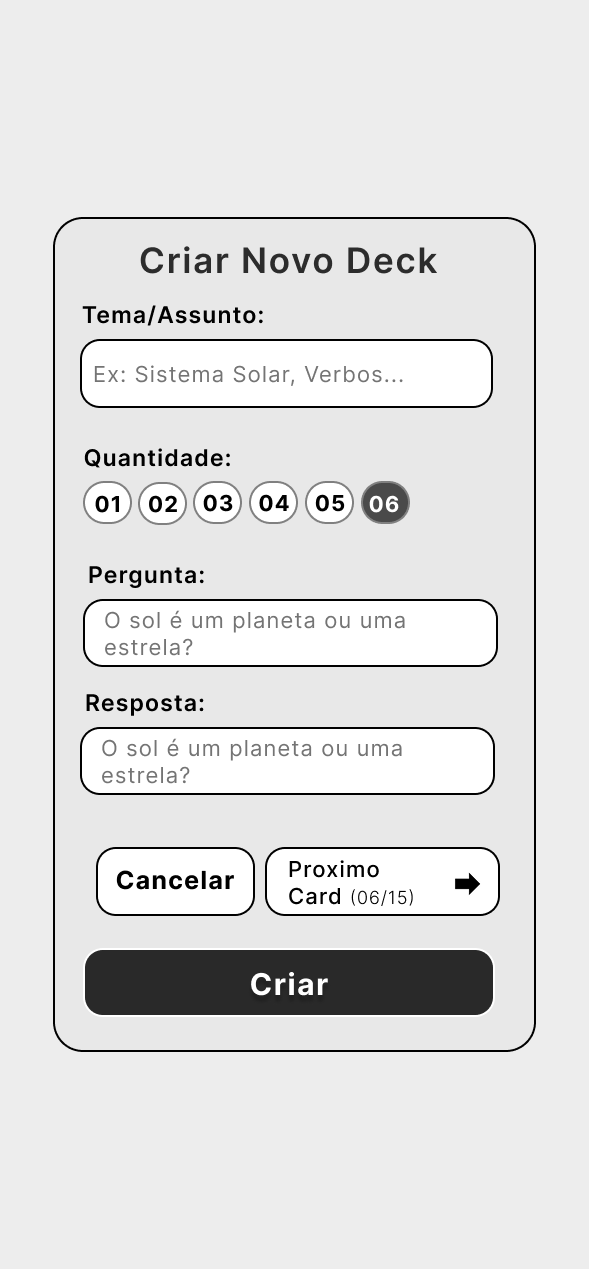 Criar Novo Deck
Tema/Assunto:
Ex: Sistema Solar, Verbos...
Quantidade:
01 02 03 04 05 06
Pergunta:
O sol é um planeta ou uma
estrela?
Resposta:
O sol é um planeta ou uma
estrela?
Cancelar
Proximo
Card (06/15)
Criar